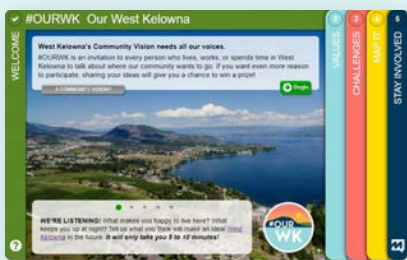 #OURWK Our West Kelowna
WELCOME
West Kelowna's Community Vision needs all our voices.
#OURWK is an invitation to every person who lives, works, or spends time in West
Kelowna to talk about where our community wants to go. If you want even more reason
to participate, sharing your ideas will give you a chance to win a prize!
A COMMUNITY VISION?
Begin
WE'RE LISTENING! What makes you happy to live here? What
keeps you up at night? Tell us what you think will make an ideal West
Kelowna in the future. It will only take you 5 to 10 minutes!
#OUR
WK
?
2
VALUES
3
CHALLENGES
4
MAP IT
5
STAY INVOLVED